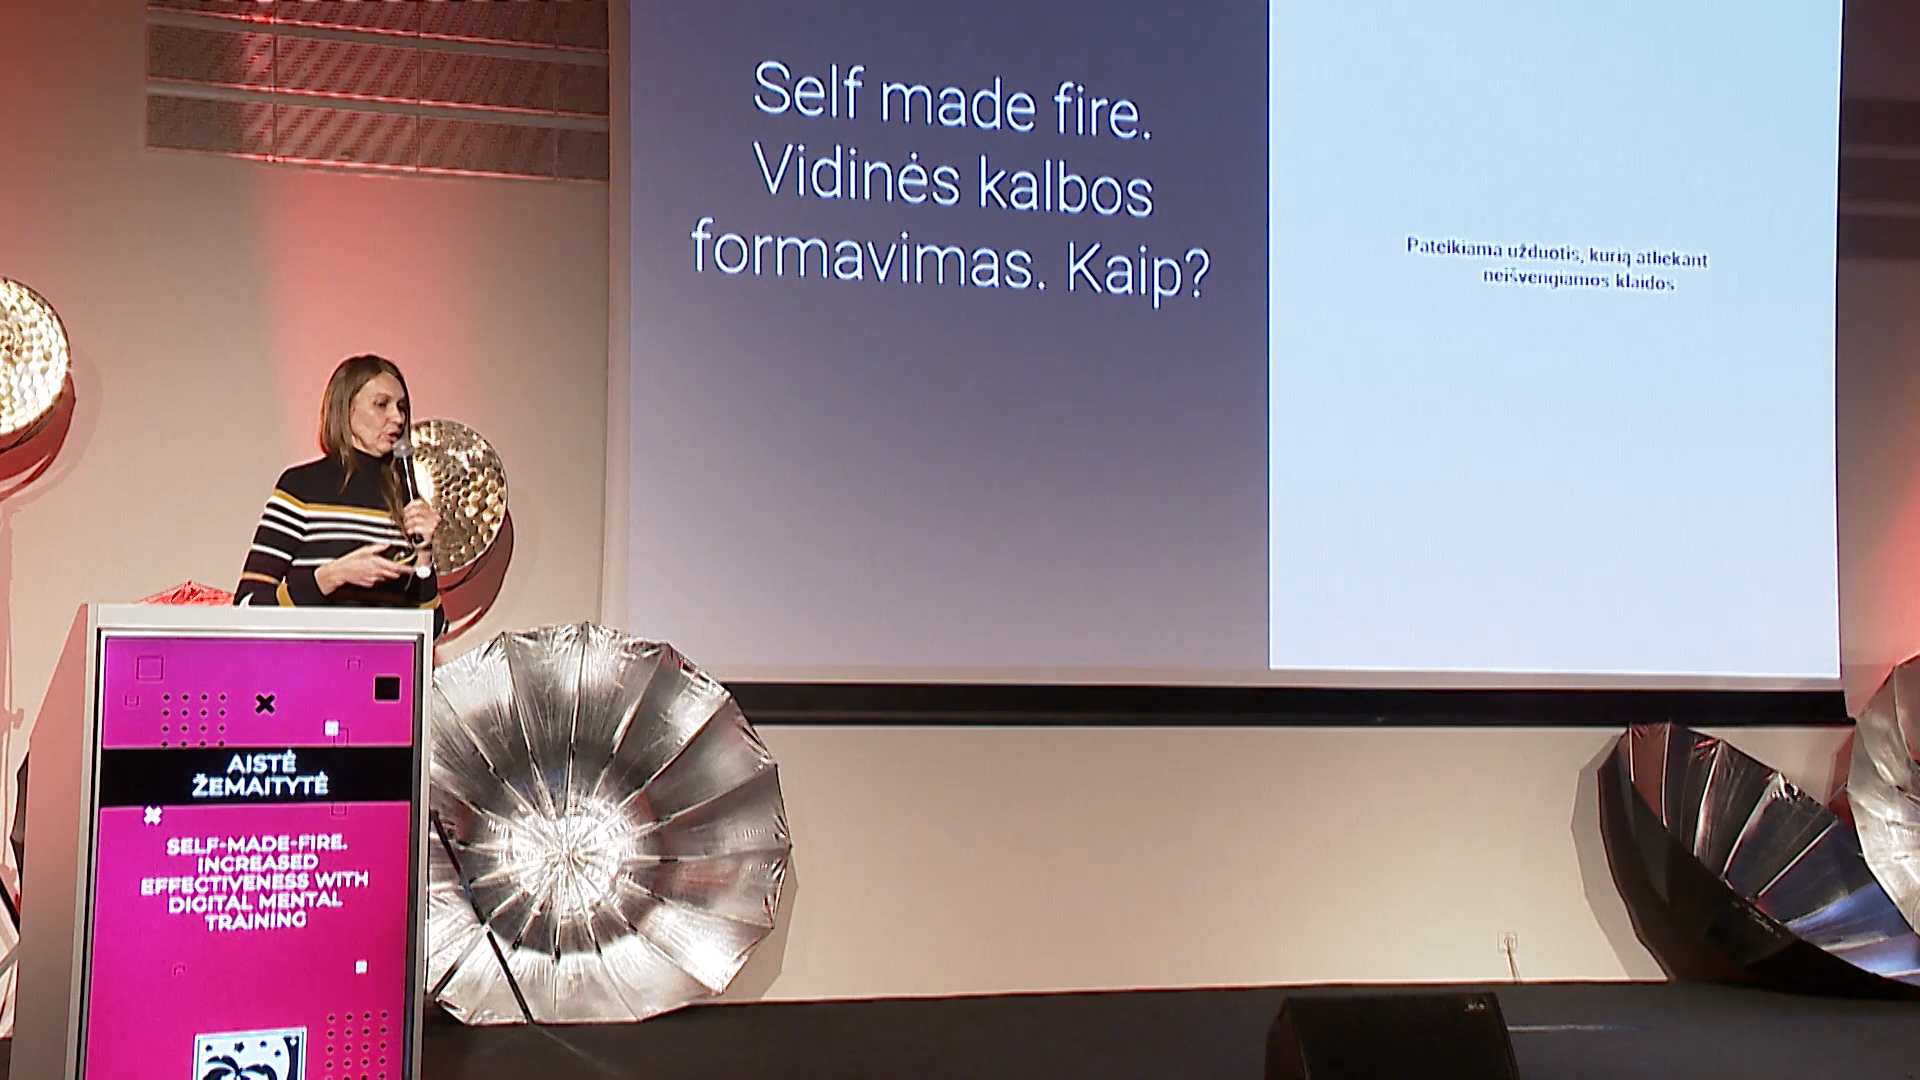 Self made fire.
Vidinės kalbos
formavimas. Kaip?
Pateikiama užduotis, kurią atliekant
neišvengiamos klaidos
AISTĖ
ŽEMAITYTĖ
SELF-MADE-FIRE.
INCREASED
EFFECTIVENESS WITH
DIGITAL MENTAL
TRAINING